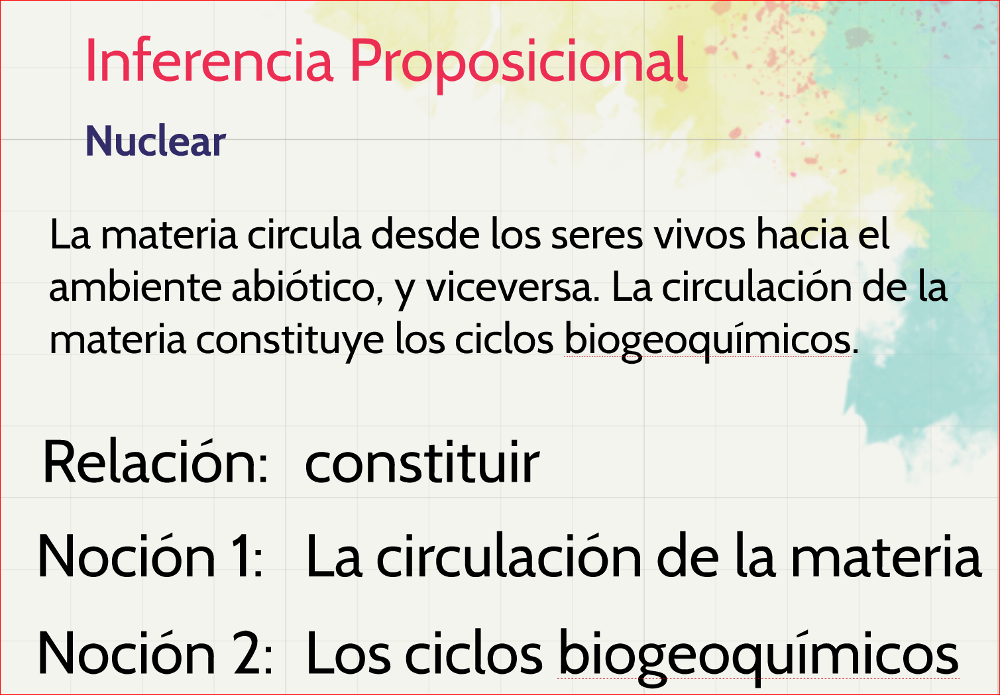 Inferencia Proposicional
Nuclear
La materia circula desde los seres vivos hacia el
ambiente abiótico, y viceversa. La circulación de la
materia constituye los ciclos biogeoquímicos.
Relación: constituir
Noción 1: La circulación de la materia
Noción 2: Los ciclos biogeoquímicos